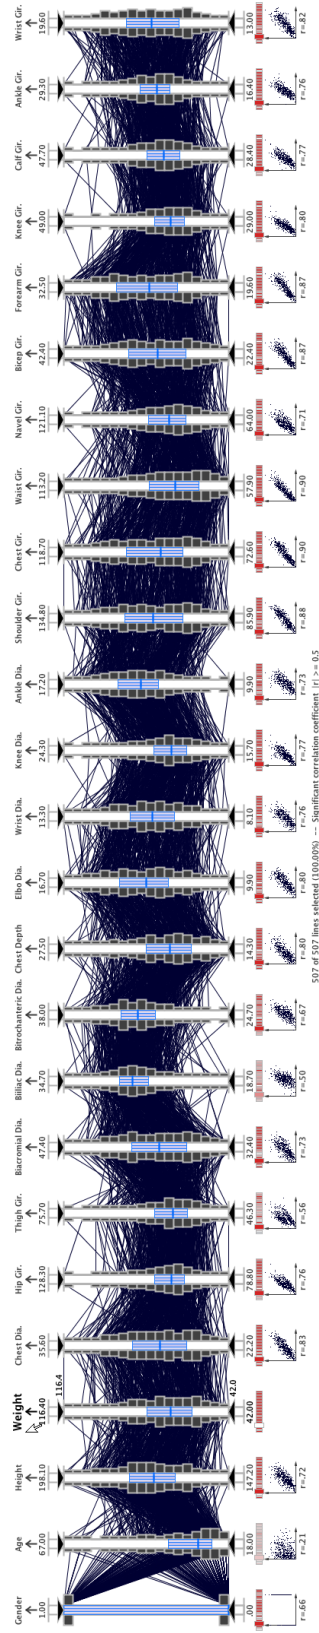 Gender Age Height Weight Chest Dia. Hip Gir. Thigh Gir. Biacromial Dia. Biiliac Dia. Bitrochanteric Dia. Chest Depth Elbo Dia. Wrist Dia. Knee Dia. Ankle Dia. Shoulder Gir. Chest Gir. Waist Gir. Navel Gir. Bicep Gir. Forearm Gir. Knee Gir. Calf Gir. Ankle Gir. Wrist Gir.
1.00 67.00 198.10 116.40 35.60 128.30 75.70 47.40 34.70 38.00 27.50 16.70 13.30 24.30 17.20 134.80 118.70 113.20 121.10 42.40 32.50 49.00 47.70 29.30 19.60
116.4
42.0
.00 18.00 147.20 42.00 22.20 78.80 46.30 32.40 18.70 24.70 14.30 9.90 8.10 15.70 9.90 85.90 72.60 57.90 64.00 22.40 19.60 29.00 28.40 16.40 13.00
r=.66 r=.21 r=.72 r=.83 r=.76 r=.56 r=.73 r=.50 r=.67 r=.80 r=.80 r=.76 r=.77 r=.73 r=.88 r=.90 r=.90 r=.71 r=.87 r=.87 r=.80 r=.77 r=.76 r=.82
507 of 507 lines selected (100.00%) -- Significant correlation coefficient |r| >= 0.5